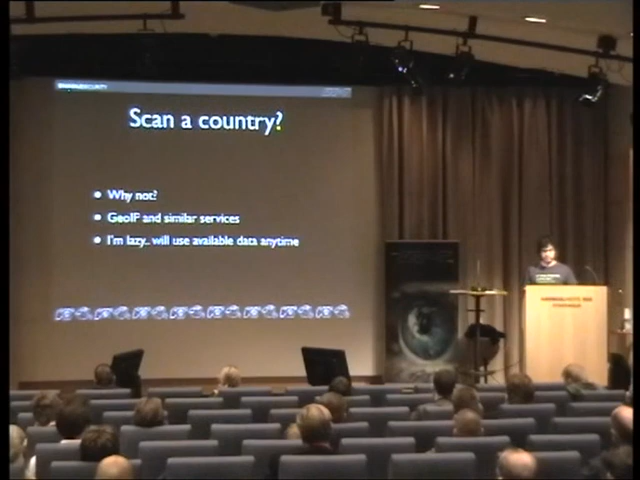 Scan a country?
Why not?
GeoIP and similar services
I'm lazy.. will use available data anytime